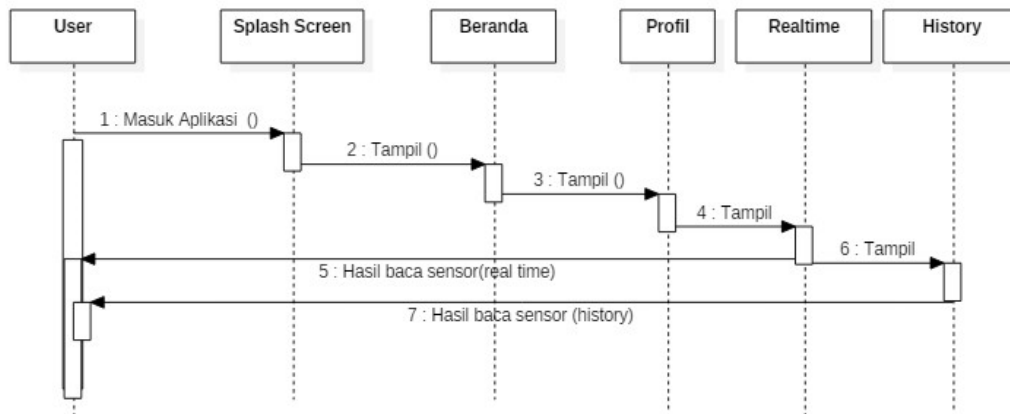 User
Splash Screen
Beranda
Profil
Realtime
History
1 : Masuk Aplikasi ()
2 : Tampil ()
3 : Tampil ()
4 : Tampil
6 : Tampil
5 : Hasil baca sensor(real time)
7 : Hasil baca sensor (history)